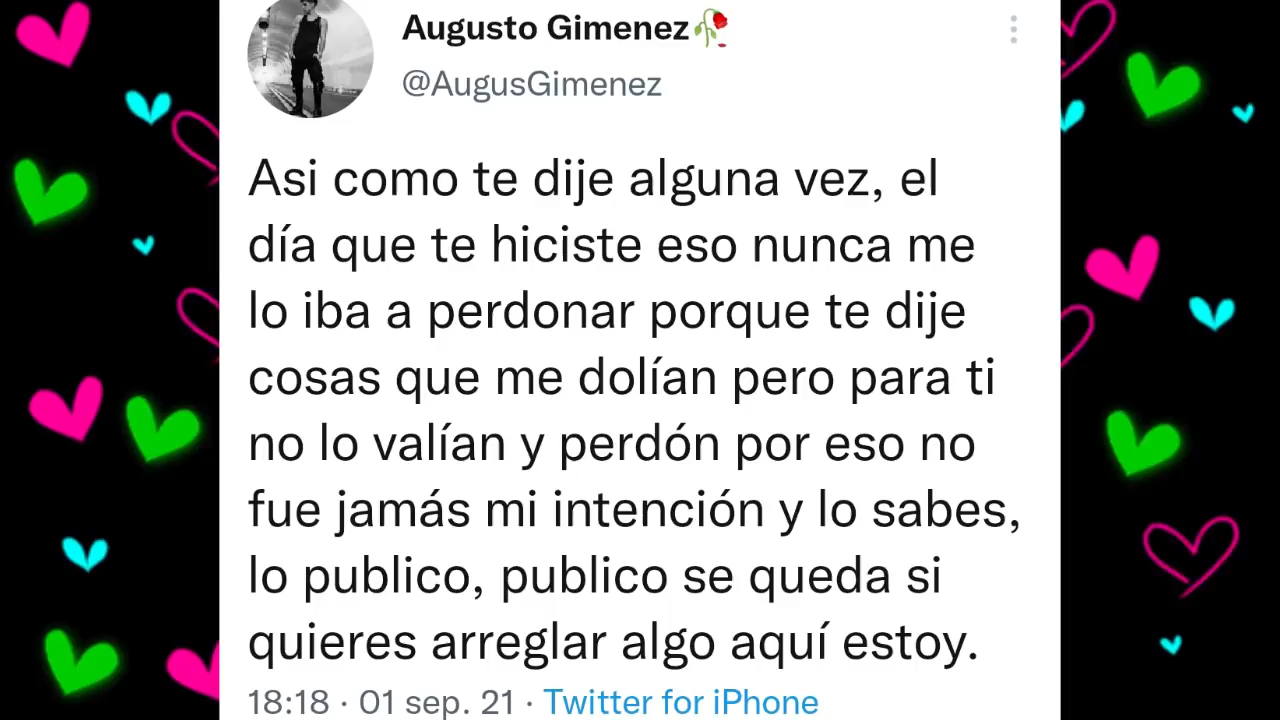 Augusto Gimenez🥀
@AugusGimenez
Asi como te dije alguna vez, el
día que te hiciste eso nunca me
lo iba a perdonar porque te dije
cosas que me dolían pero para ti
no lo valían y perdón por eso no
fue jamás mi intención y lo sabes,
lo publico, publico se queda si
quieres arreglar algo aquí estoy.
18:18 · 01 sep. 21 · Twitter for iPhone